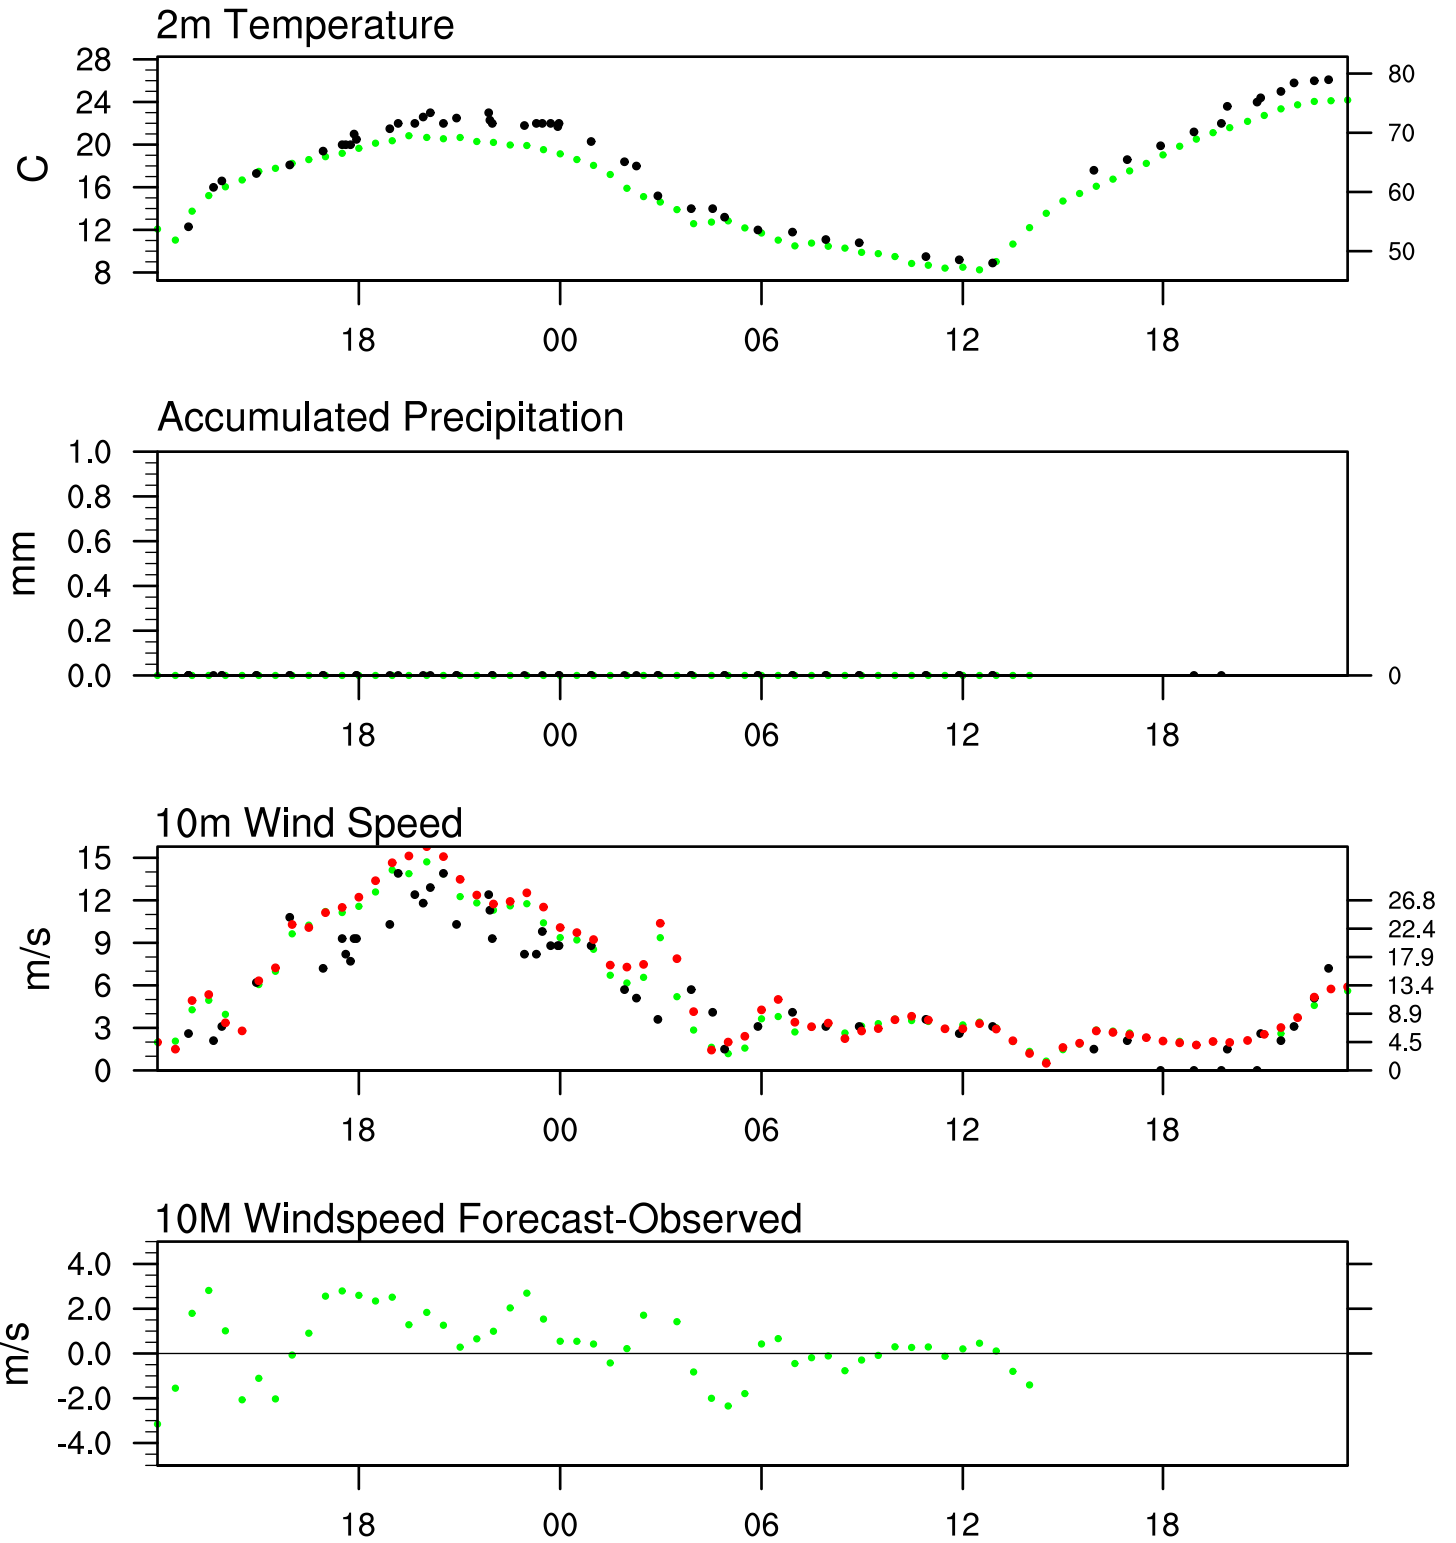 2m Temperature
28
24
20
16
12
8
C
80
70
60
50
18 00 06 12 18
Accumulated Precipitation
1.0
0.8
0.6
0.4
0.2
0.0
mm
0
18 00 06 12 18
10m Wind Speed
15
12
9
6
3
0
m/s
26.8
22.4
17.9
13.4
8.9
4.5
0
18 00 06 12 18
10M Windspeed Forecast-Observed
4.0
2.0
0.0
-2.0
-4.0
m/s
18 00 06 12 18